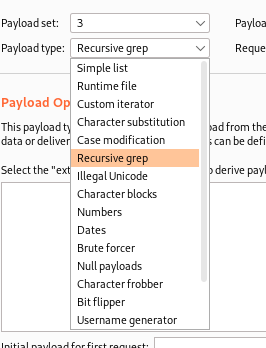 Payload set: 3 Payloa
Payload type: Recursive grep Reque
Simple list
Runtime file
Custom iterator
Character substitution
Case modification
Recursive grep
Illegal Unicode
Character blocks
Numbers
Dates
Brute forcer
Null payloads
Character frobber
Bit flipper
Username generator
Payload Op
This payload ty load from the
data or deliver s can be defi
Select the "ext o derive payl
Initial payload for first request: